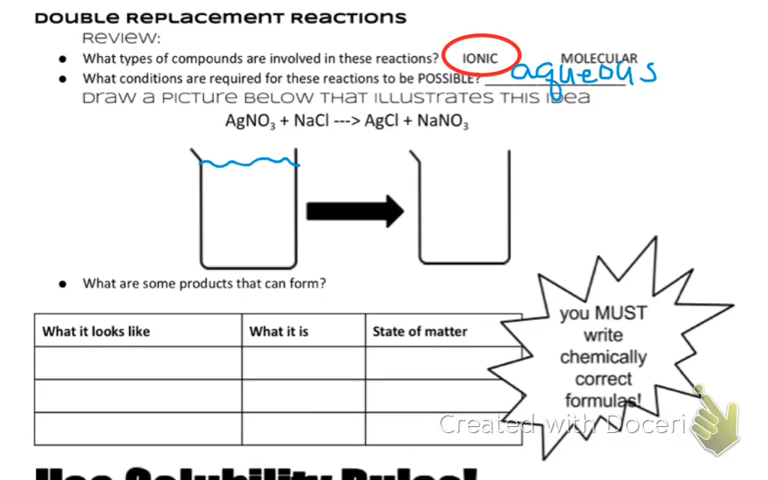 Double Replacement Reactions
Review:
● What types of compounds are involved in these reactions? IONIC MOLECULAR
● What conditions are required for these reactions to be POSSIBLE? aqueous
Draw a picture below that illustrates this idea
AgNO₃ + NaCl ---> AgCl + NaNO₃
● What are some products that can form?
What it looks like What it is State of matter
you MUST
write
chemically
correct
formulas!
Created with Doceri
Use Solubility Rules!